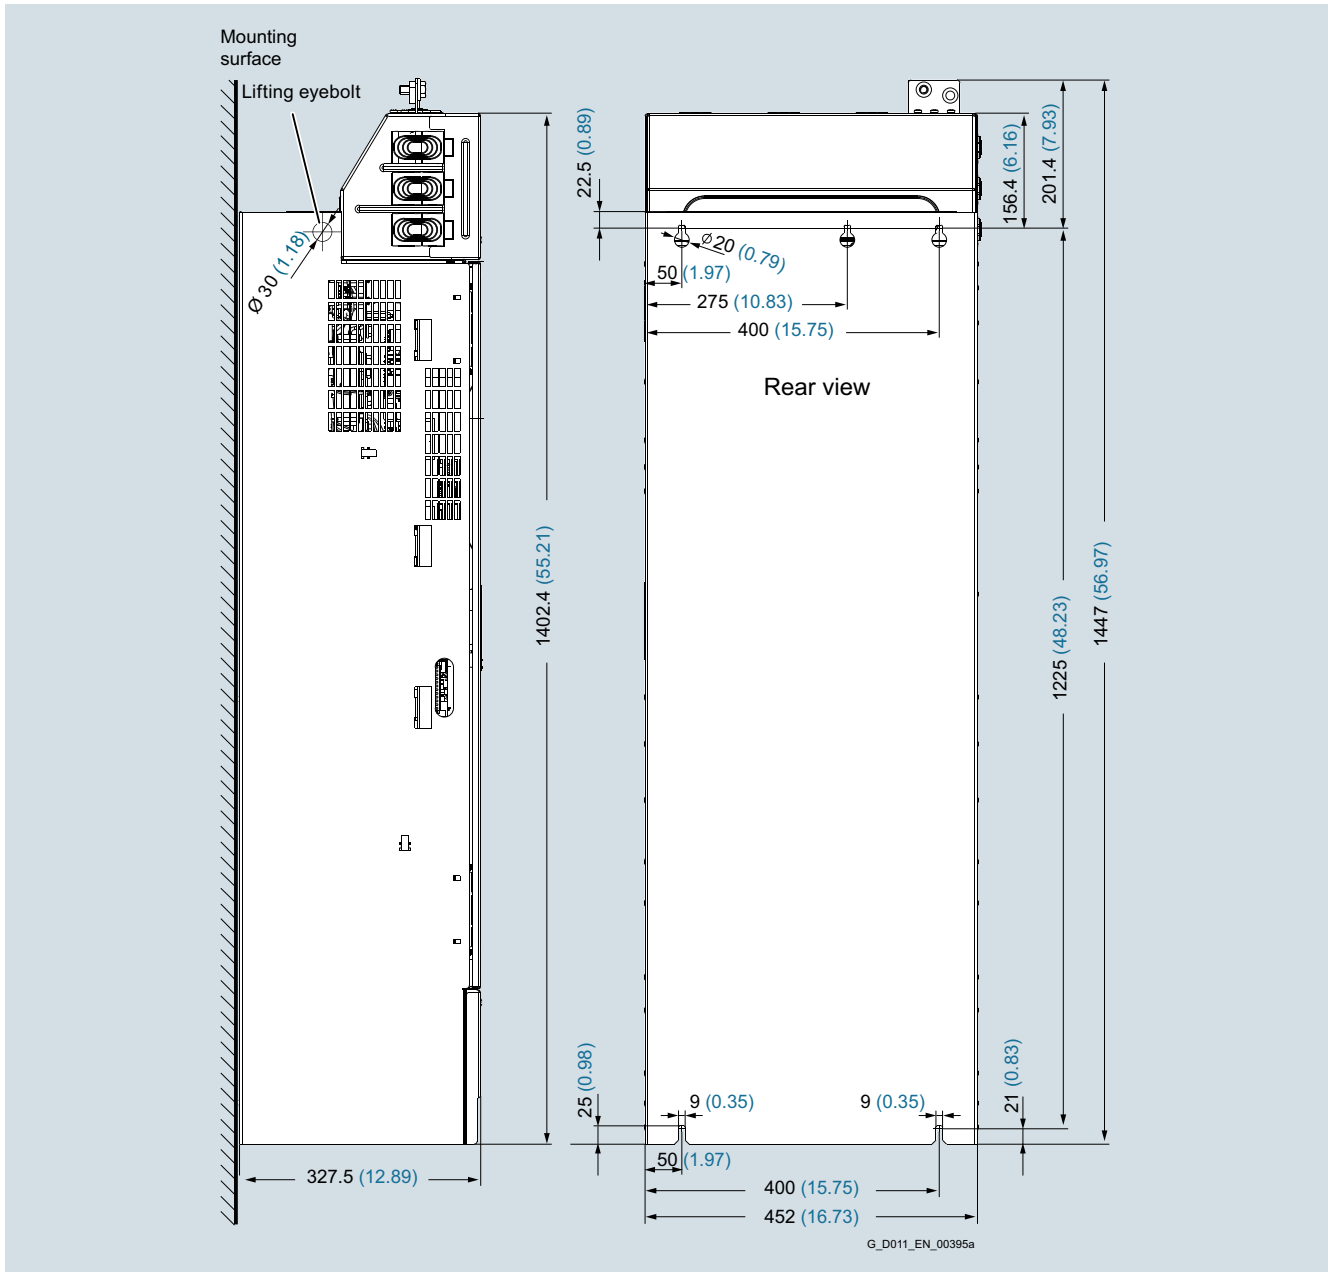 Mounting
surface
Lifting eyebolt
Ø 30 (1.18)
1402.4 (55.21)
327.5 (12.89)
22.5 (0.89)
156.4 (6.16)
201.4 (7.93)
Ø 20 (0.79)
50 (1.97)
275 (10.83)
400 (15.75)
Rear view
1225 (48.23)
1447 (56.97)
25 (0.98)
9 (0.35)
9 (0.35)
21 (0.83)
50 (1.97)
400 (15.75)
452 (16.73)
G_D011_EN_00395a